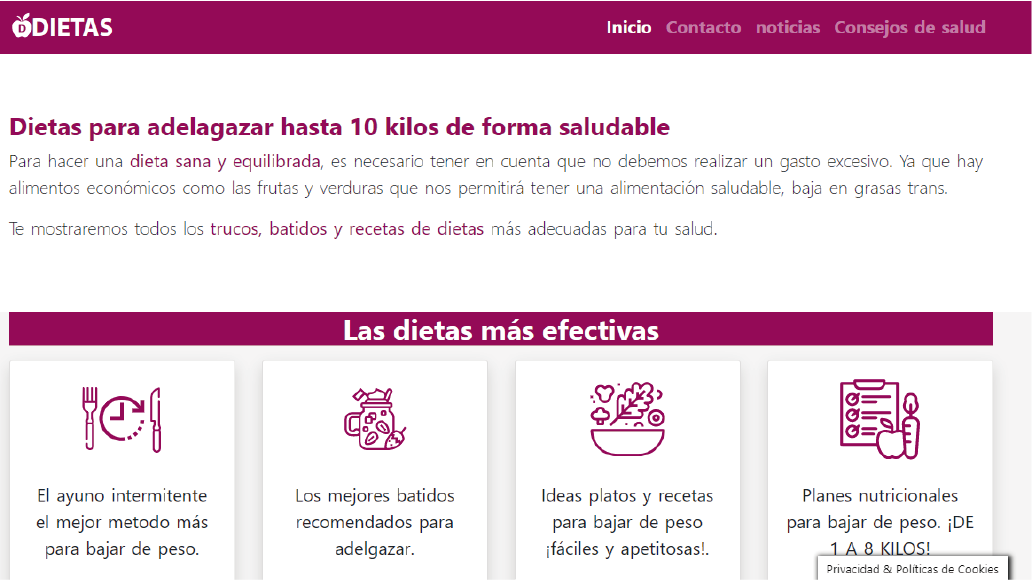 DIETAS
Inicio Contacto noticias Consejos de salud
Dietas para adelagazar hasta 10 kilos de forma saludable
Para hacer una dieta sana y equilibrada, es necesario tener en cuenta que no debemos realizar un gasto excesivo. Ya que hay
alimentos económicos como las frutas y verduras que nos permitirá tener una alimentación saludable, baja en grasas trans.
Te mostraremos todos los trucos, batidos y recetas de dietas más adecuadas para tu salud.
Las dietas más efectivas
El ayuno intermitente
el mejor metodo más
para bajar de peso.
Los mejores batidos
recomendados para
adelgazar.
Ideas platos y recetas
para bajar de peso
¡fáciles y apetitosas!.
Planes nutricionales
para bajar de peso. ¡DE
1 A 8 KILOS!
Privacidad & Políticas de Cookies